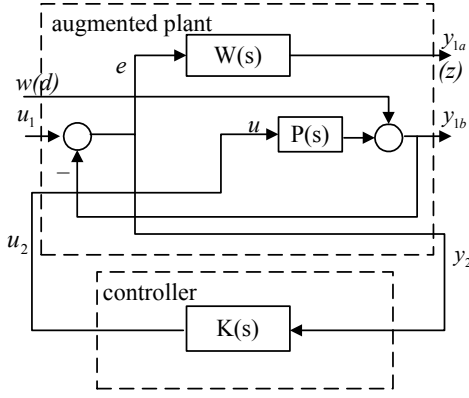 augmented plant
y1a
e
W(s)
(z)
w(d)
u1
u
P(s)
y1b
−
u2
y2
controller
K(s)